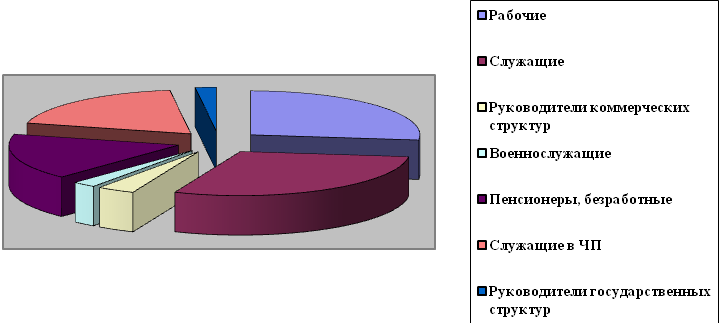 Рабочие
Служащие
Руководители коммерческих
структур
Военнослужащие
Пенсионеры, безработные
Служащие в ЧП
Руководители государственных
структур